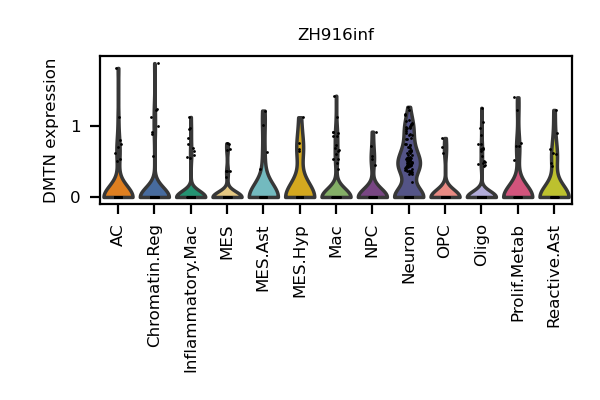 ZH916inf
DMTN expression
1
0
AC
Chromatin.Reg
Inflammatory.Mac
MES
MES.Ast
MES.Hyp
Mac
NPC
Neuron
OPC
Oligo
Prolif.Metab
Reactive.Ast